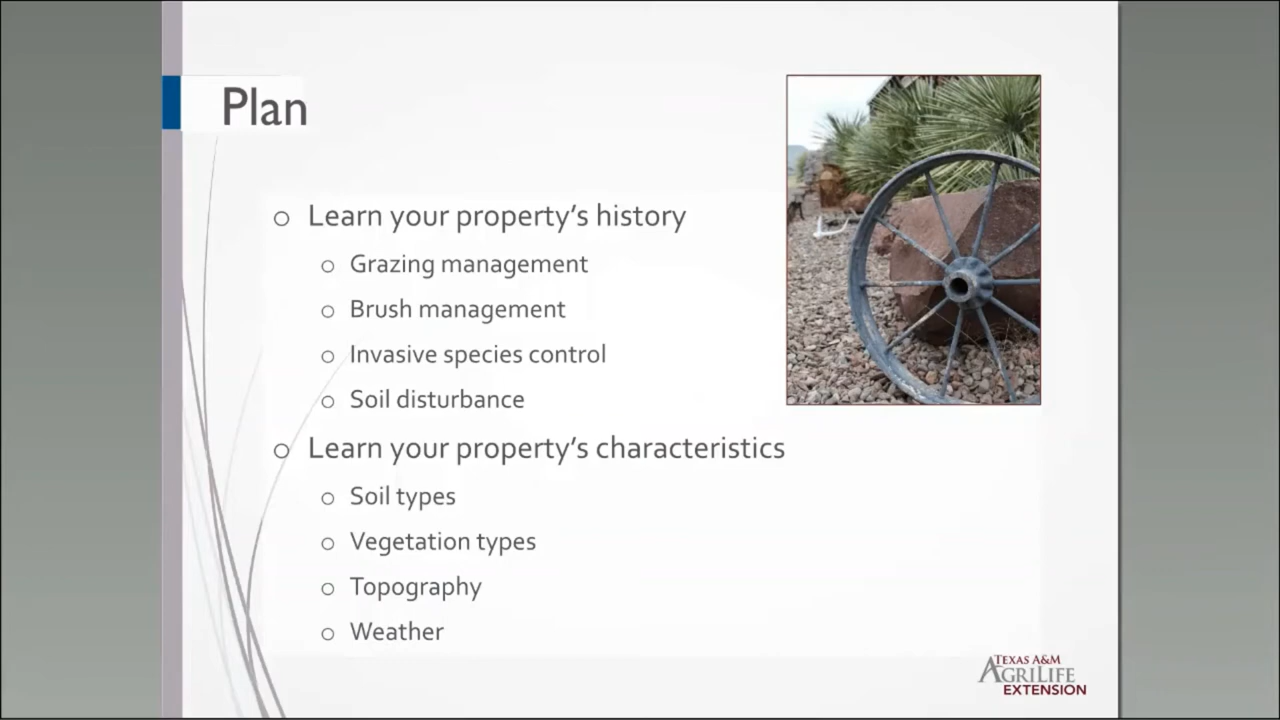 Plan
o Learn your property’s history
o Grazing management
o Brush management
o Invasive species control
o Soil disturbance
o Learn your property’s characteristics
o Soil types
o Vegetation types
o Topography
o Weather
TEXAS A&M
AGRILIFE
EXTENSION